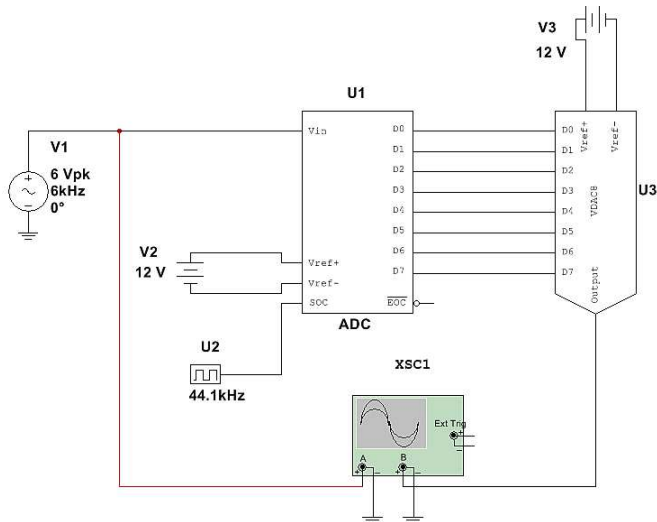 V3
12 V
U1
Vin
D0
D1
D2
D3
D4
D5
D6
D7
Vref+
Vref-
SOC
EOC
ADC
V1
6 Vpk
6kHz
0°
V2
12 V
U2
44.1kHz
D0
D1
D2
D3
D4
D5
D6
D7
Vref+
Vref-
VDAC8
Output
U3
XSC1
Ext Trig
+
-
A
B
+
-
+
-